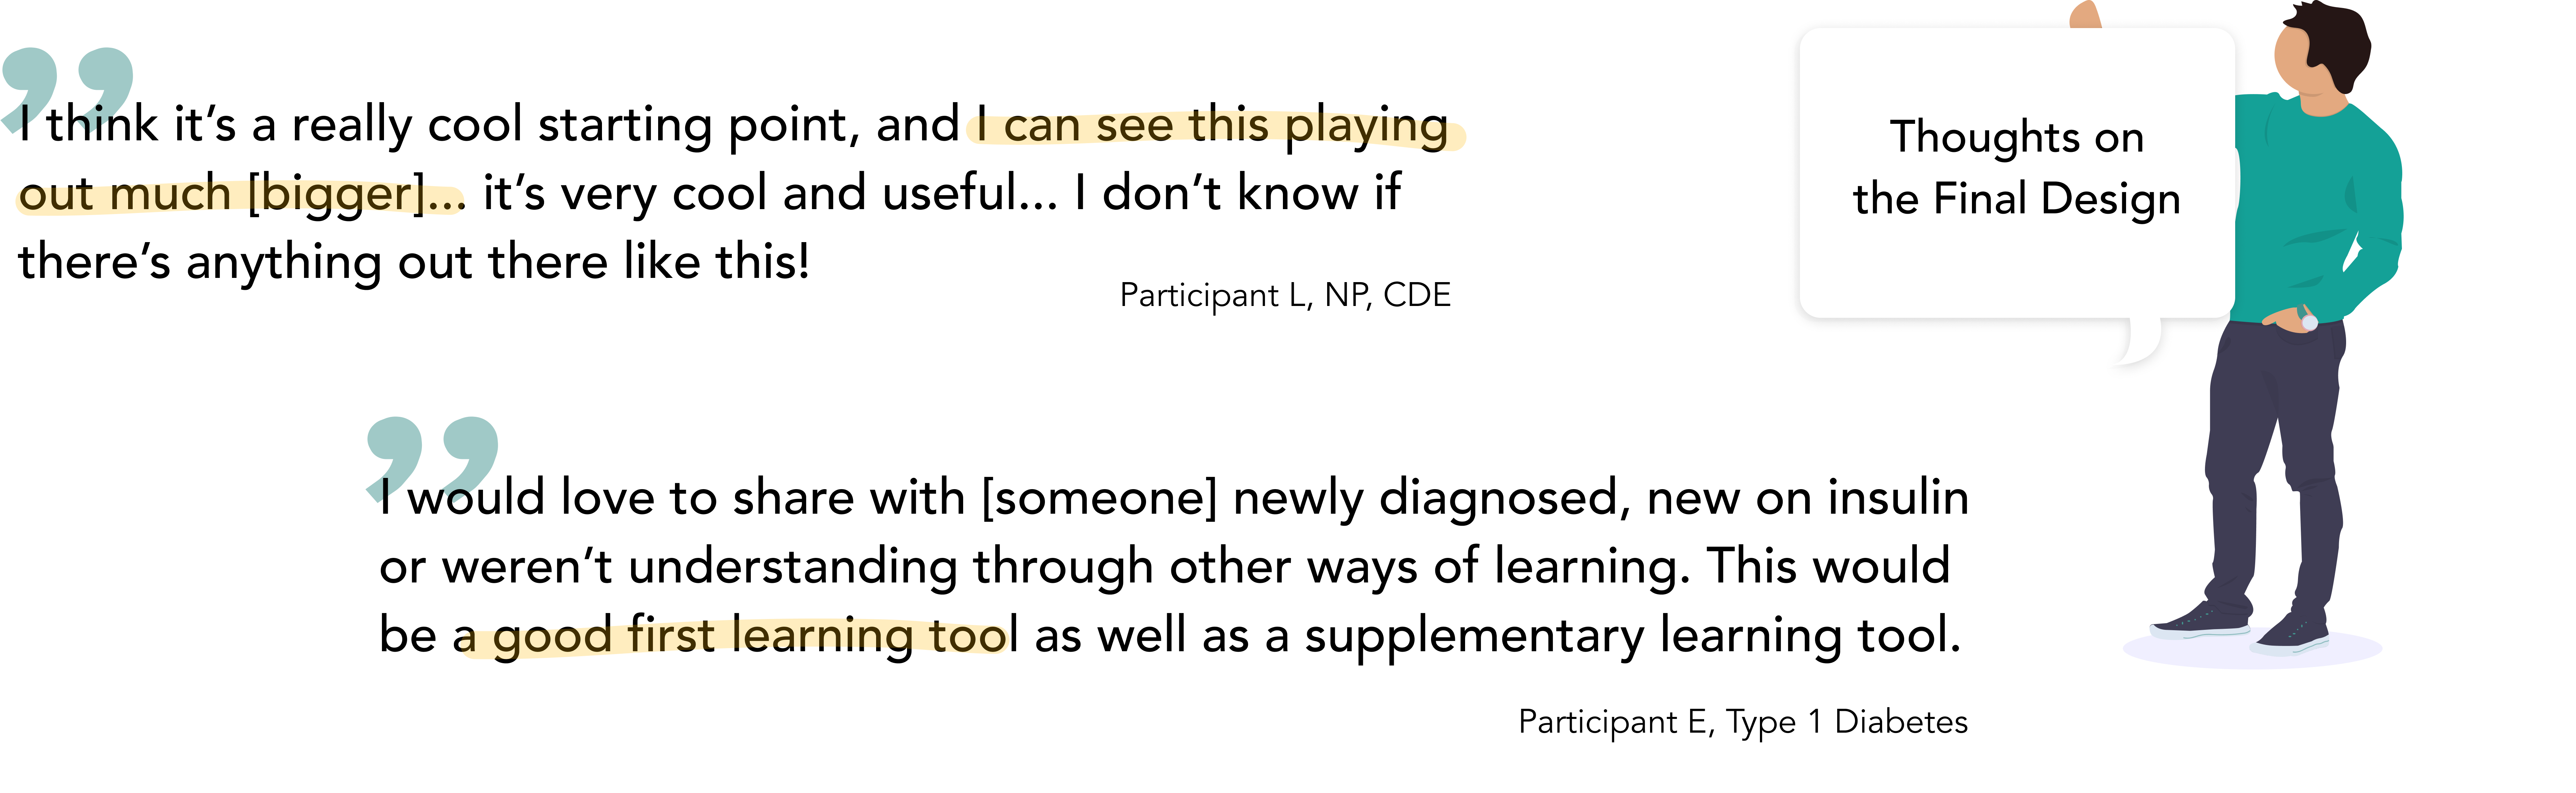 ”
I think it’s a really cool starting point, and I can see this playing
out much [bigger]... it’s very cool and useful... I don’t know if
there’s anything out there like this!
Participant L, NP, CDE
Thoughts on
the Final Design
”
I would love to share with [someone] newly diagnosed, new on insulin
or weren’t understanding through other ways of learning. This would
be a good first learning tool as well as a supplementary learning tool.
Participant E, Type 1 Diabetes